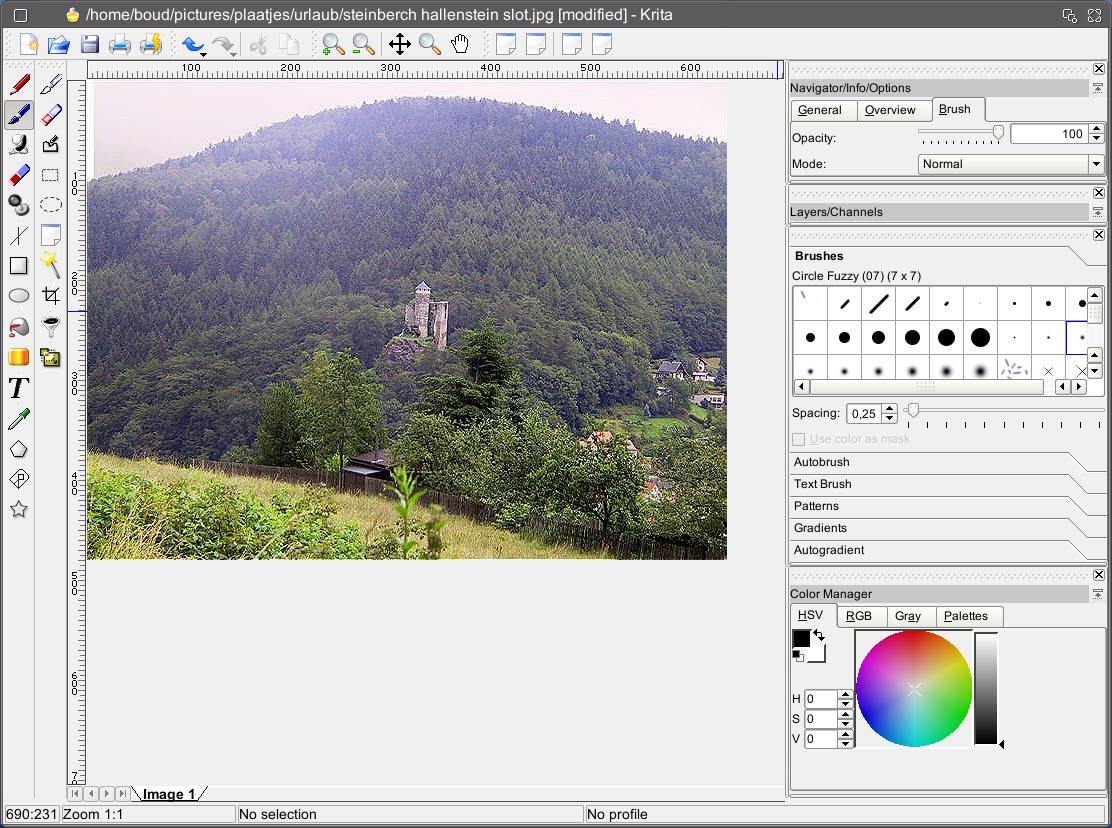 /home/boud/pictures/plaatjes/urlaub/steinberch hallenstein slot.jpg [modified] - Krita
100 200 300 400 500 600
100
200
300
400
500
600
7
T
Navigator/Info/Options
General Overview Brush
Opacity: 100
Mode: Normal
Layers/Channels
Brushes
Circle Fuzzy (07) (7 x 7)
Spacing: 0,25
Use color as mask
Autobrush
Text Brush
Patterns
Gradients
Autogradient
Color Manager
HSV RGB Gray Palettes
H 0
S 0
V 0
Image 1
690:231 Zoom 1:1 No selection No profile